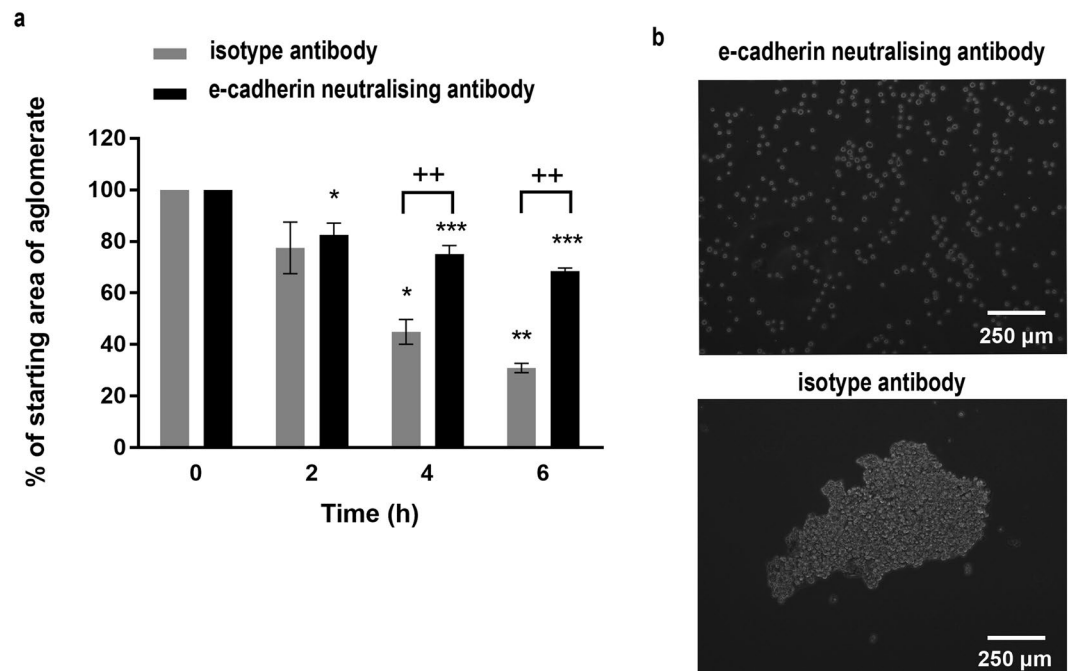 a
isotype antibody
e-cadherin neutralising antibody
% of starting area of aglomerate
120
100
80
60
40
20
0
*
*
++
***
**
++
***
0 2 4 6
Time (h)
b
e-cadherin neutralising antibody
250 µm
isotype antibody
250 µm